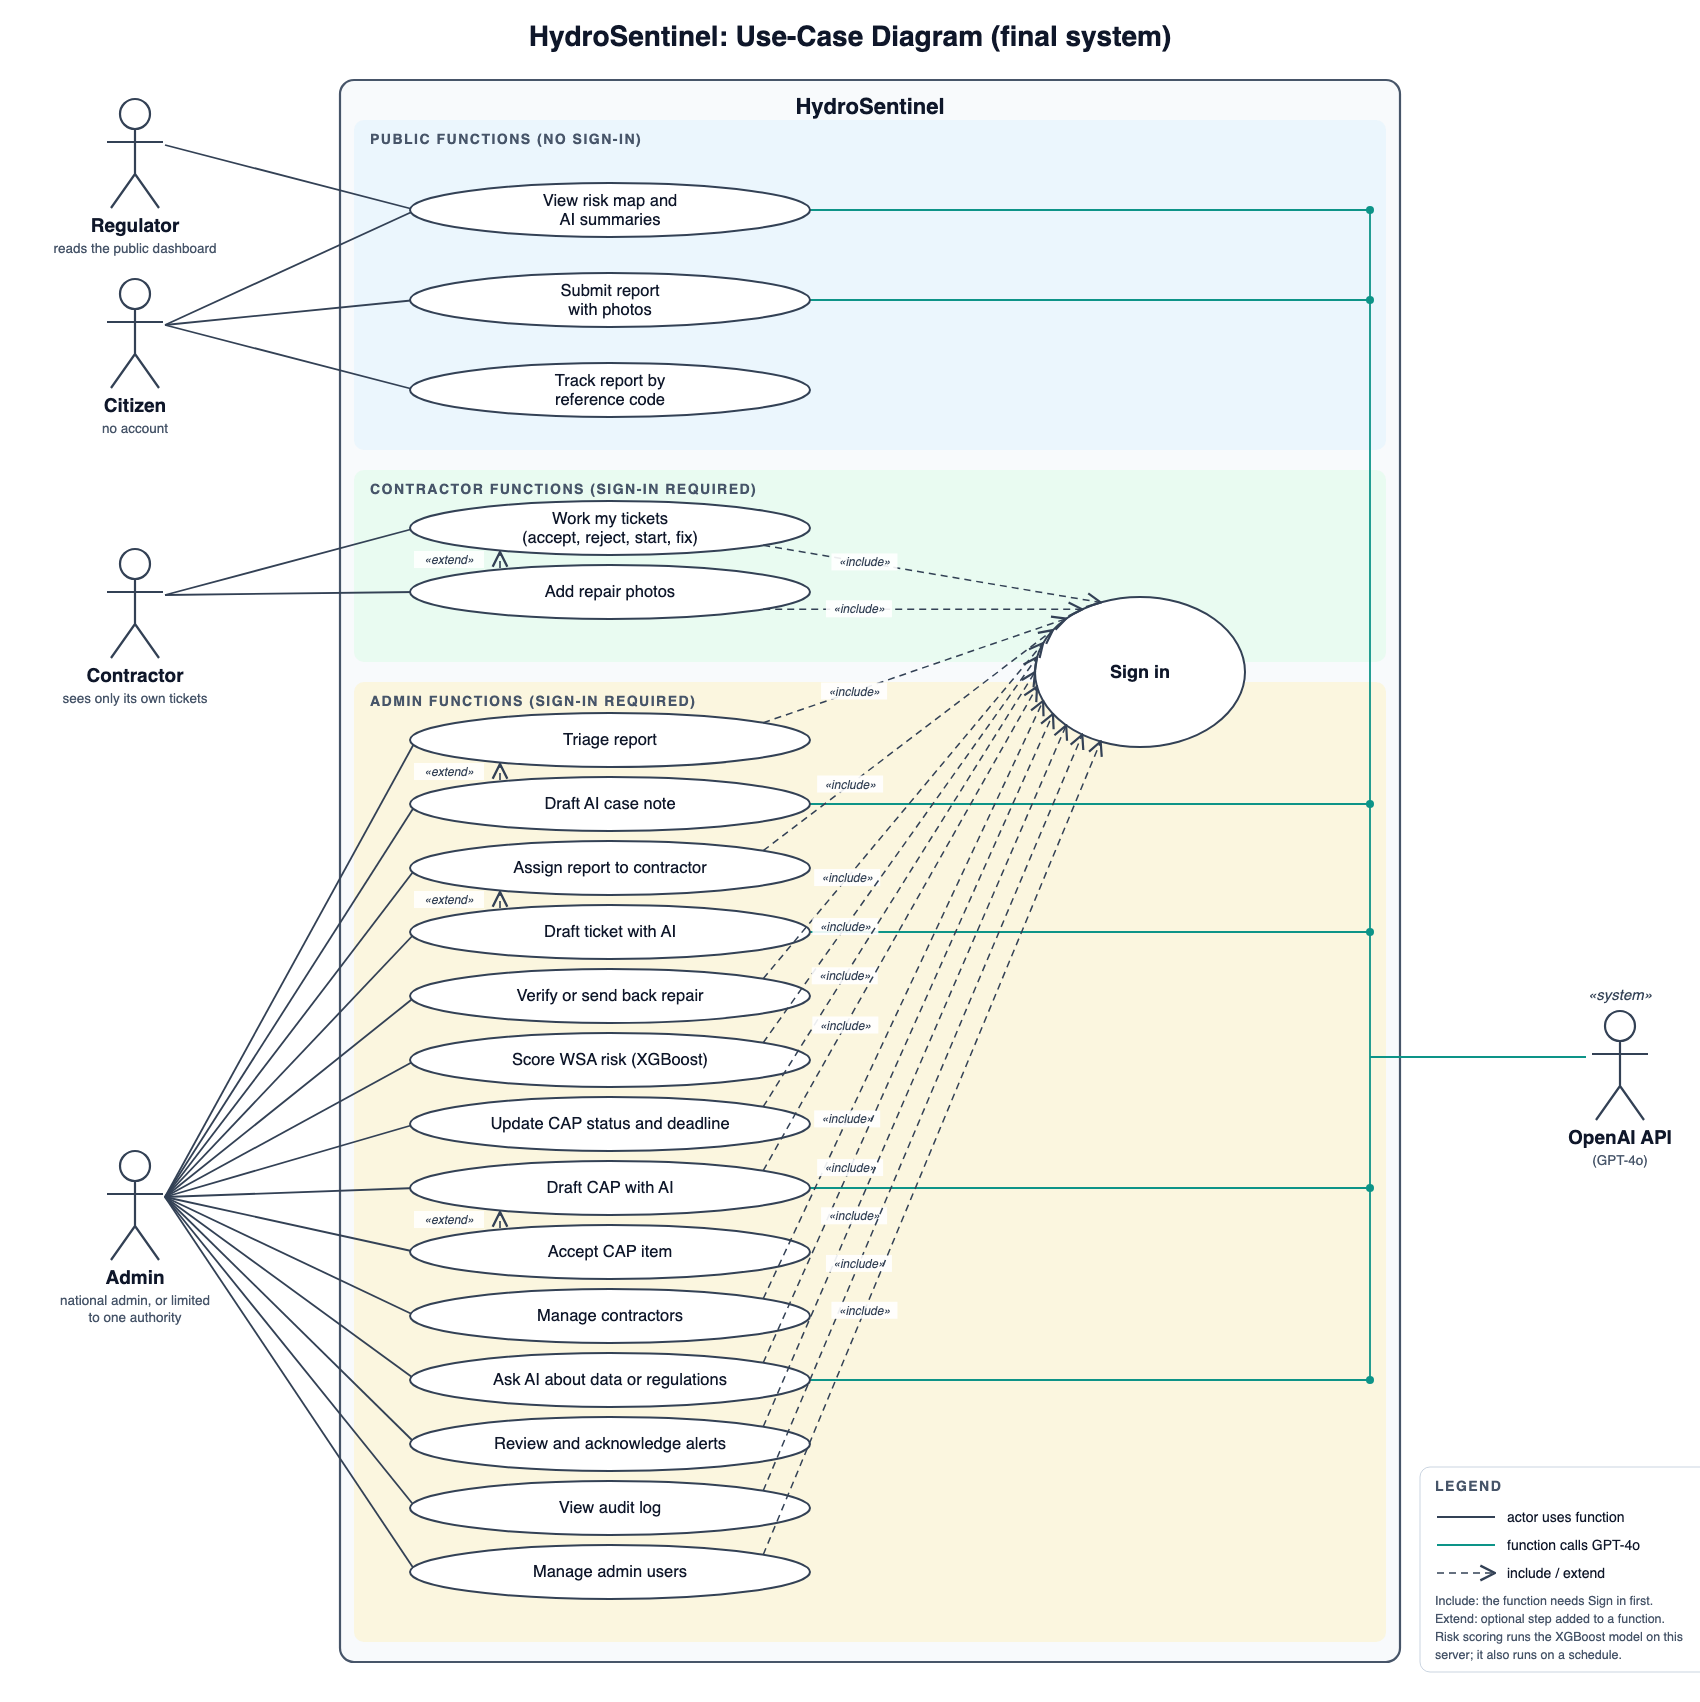 HydroSentinel: Use-Case Diagram (final system)
HydroSentinel
PUBLIC FUNCTIONS (NO SIGN-IN)
Regulator
reads the public dashboard
View risk map and
AI summaries
Citizen
no account
Submit report
with photos
Track report by
reference code
CONTRACTOR FUNCTIONS (SIGN-IN REQUIRED)
Contractor
sees only its own tickets
Work my tickets
(accept, reject, start, fix)
«extend»
«include»
Add repair photos
«include»
Sign in
«include»
ADMIN FUNCTIONS (SIGN-IN REQUIRED)
Triage report
«extend»
«include»
Draft AI case note
Assign report to contractor
«include»
«extend»
«include»
Draft ticket with AI
«include»
Verify or send back repair
«include»
Score WSA risk (XGBoost)
«include»
Update CAP status and deadline
«include»
Draft CAP with AI
«extend»
«include»
Accept CAP item
«include»
Manage contractors
«include»
Ask AI about data or regulations
Review and acknowledge alerts
View audit log
Manage admin users
Admin
national admin, or limited
to one authority
«system»
OpenAI API
(GPT-4o)
LEGEND
actor uses function
function calls GPT-4o
include / extend
Include: the function needs Sign in first.
Extend: optional step added to a function.
Risk scoring runs the XGBoost model on this
server; it also runs on a schedule.